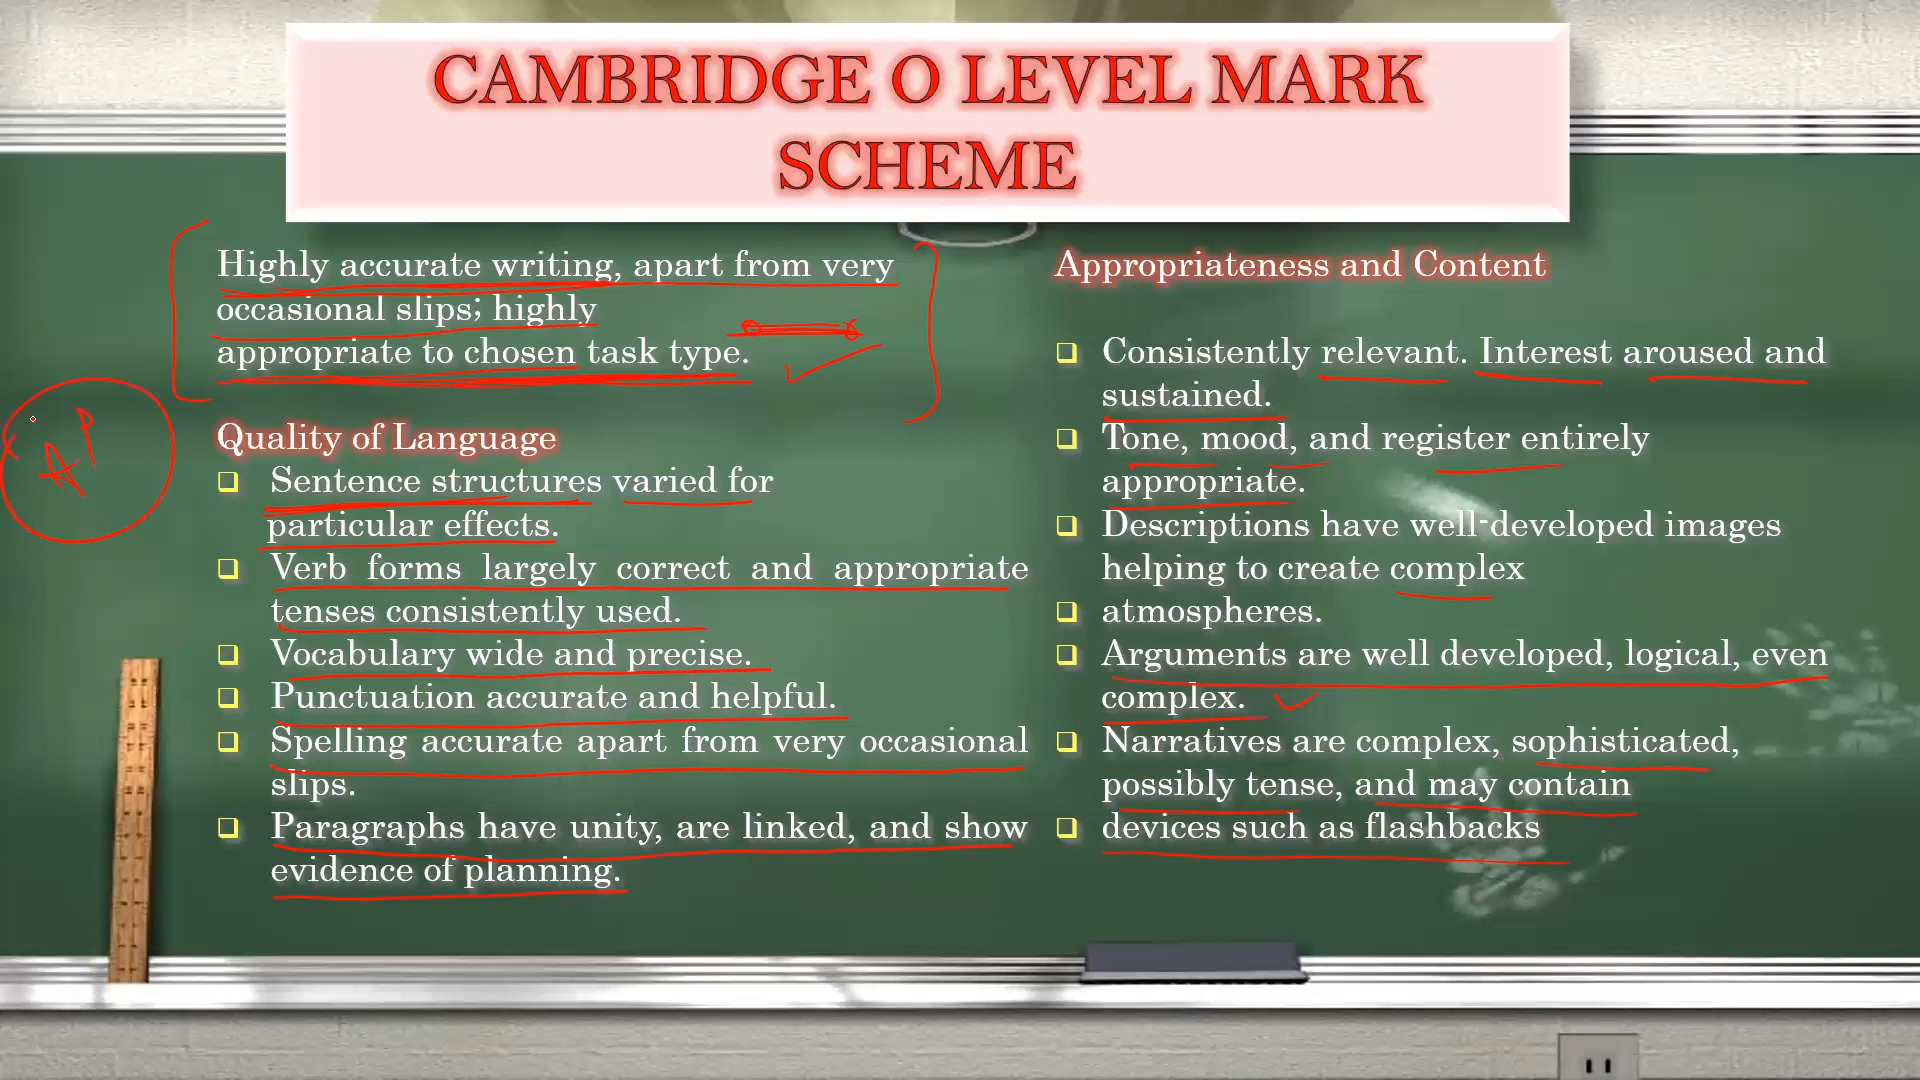 CAMBRIDGE O LEVEL MARK
SCHEME
Highly accurate writing, apart from very
occasional slips; highly
appropriate to chosen task type.
Quality of Language
Sentence structures varied for
particular effects.
Verb forms largely correct and appropriate
tenses consistently used.
Vocabulary wide and precise.
Punctuation accurate and helpful.
Spelling accurate apart from very occasional
slips.
Paragraphs have unity, are linked, and show
evidence of planning.
Appropriateness and Content
Consistently relevant. Interest aroused and
sustained.
Tone, mood, and register entirely
appropriate.
Descriptions have well-developed images
helping to create complex
atmospheres.
Arguments are well developed, logical, even
complex.
Narratives are complex, sophisticated,
possibly tense, and may contain
devices such as flashbacks